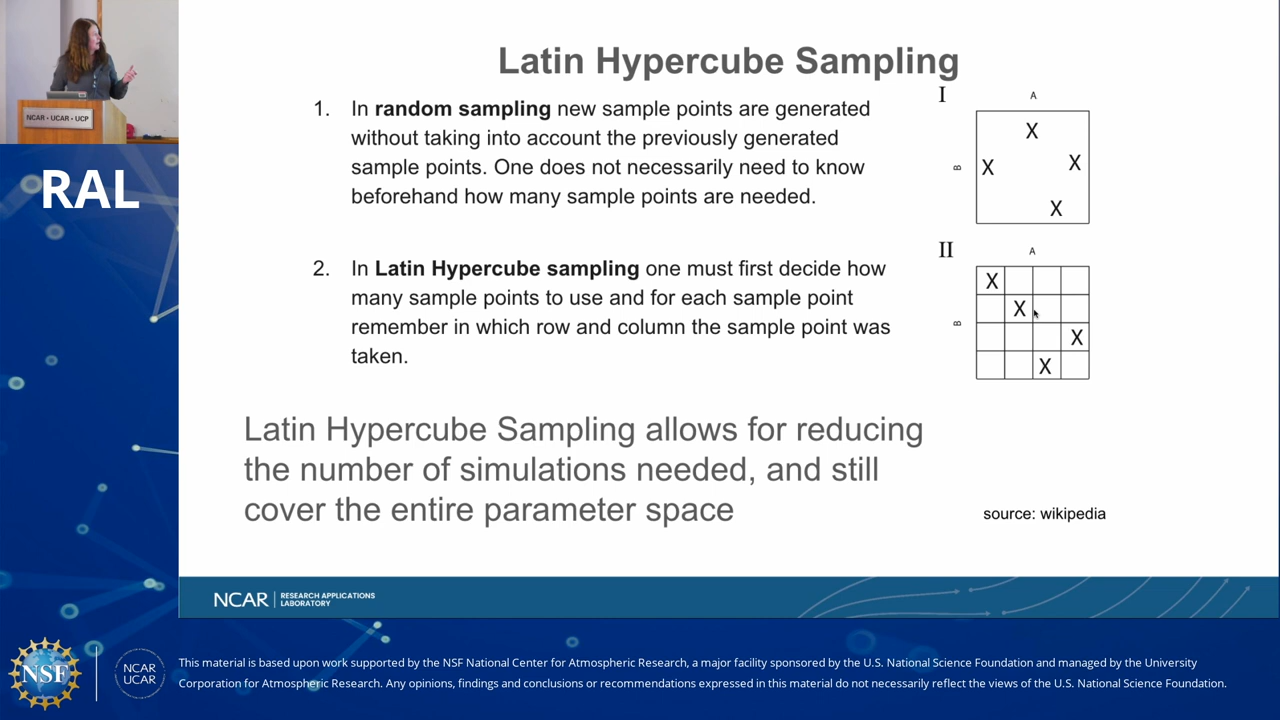 Latin Hypercube Sampling
1. In random sampling new sample points are generated
without taking into account the previously generated
sample points. One does not necessarily need to know
beforehand how many sample points are needed.
I
A
B
X
X
X
X
2. In Latin Hypercube sampling one must first decide how
many sample points to use and for each sample point
remember in which row and column the sample point was
taken.
II
A
B
X
X
X
X
Latin Hypercube Sampling allows for reducing
the number of simulations needed, and still
cover the entire parameter space
source: wikipedia
NCAR • UCAR • UCP
RAL
NCAR
RESEARCH APPLICATIONS
LABORATORY
NSF
NCAR
UCAR
This material is based upon work supported by the NSF National Center for Atmospheric Research, a major facility sponsored by the U.S. National Science Foundation and managed by the University
Corporation for Atmospheric Research. Any opinions, findings and conclusions or recommendations expressed in this material do not necessarily reflect the views of the U.S. National Science Foundation.